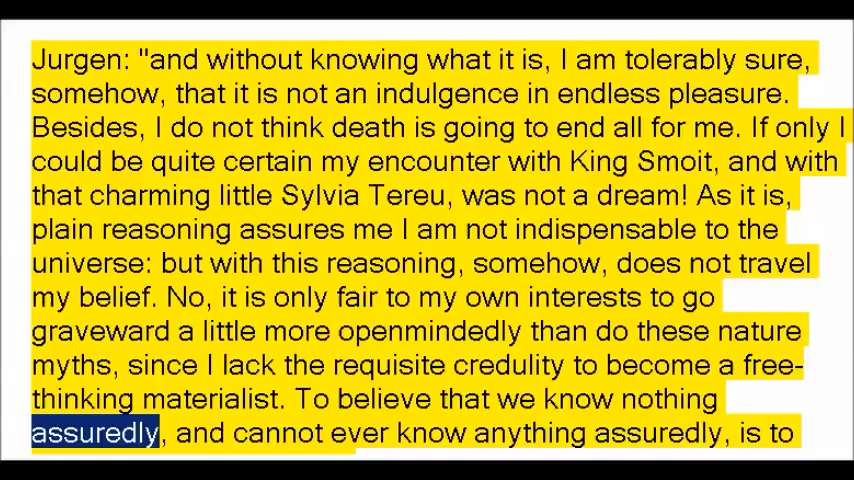 Jurgen: "and without knowing what it is, I am tolerably sure,
somehow, that it is not an indulgence in endless pleasure.
Besides, I do not think death is going to end all for me. If only I
could be quite certain my encounter with King Smoit, and with
that charming little Sylvia Tereu, was not a dream! As it is,
plain reasoning assures me I am not indispensable to the
universe: but with this reasoning, somehow, does not travel
my belief. No, it is only fair to my own interests to go
graveward a little more openmindedly than do these nature
myths, since I lack the requisite credulity to become a free-
thinking materialist. To believe that we know nothing
assuredly, and cannot ever know anything assuredly, is to